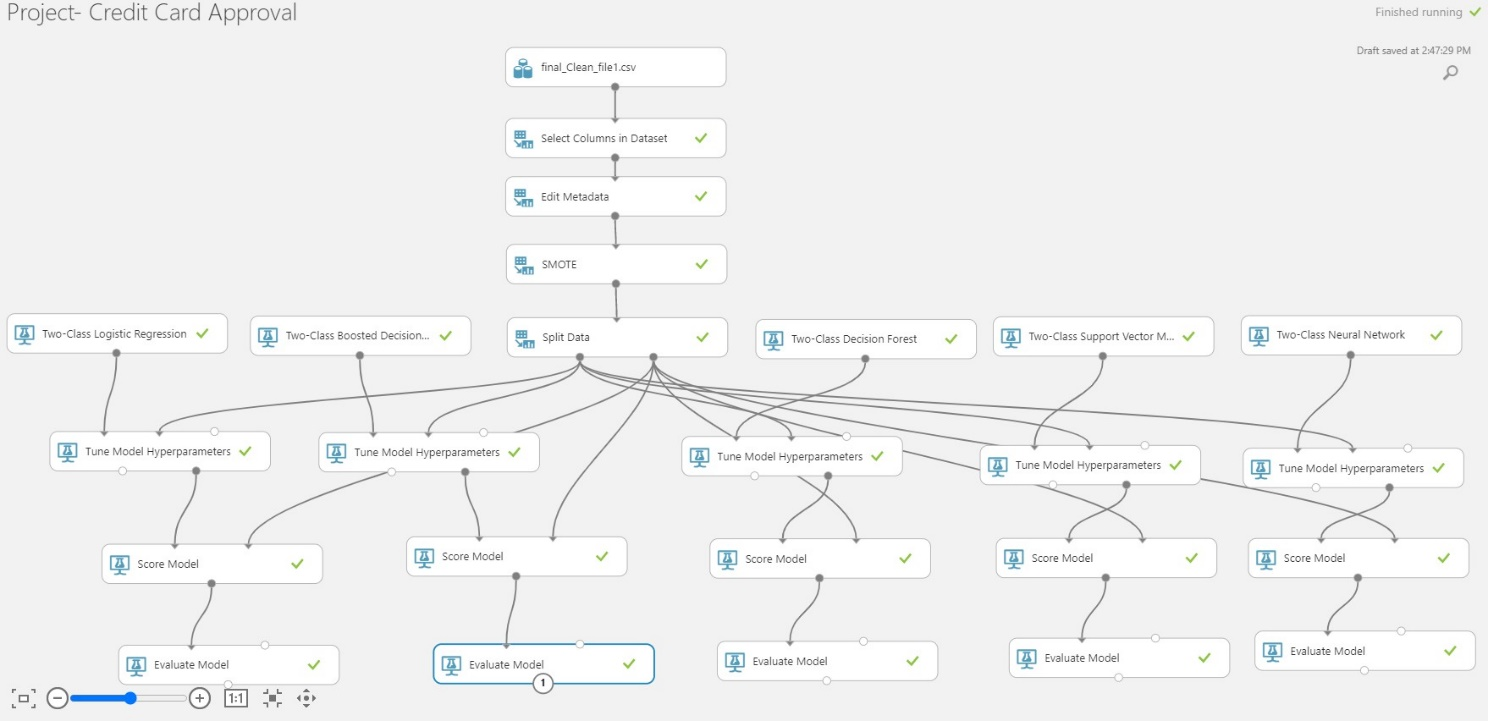 Project- Credit Card Approval
Finished running
Draft saved at 2:47:29 PM
final_Clean_file1.csv
Select Columns in Dataset
Edit Metadata
SMOTE
Two-Class Logistic Regression
Two-Class Boosted Decision...
Split Data
Two-Class Decision Forest
Two-Class Support Vector M...
Two-Class Neural Network
Tune Model Hyperparameters
Tune Model Hyperparameters
Tune Model Hyperparameters
Tune Model Hyperparameters
Tune Model Hyperparameters
Score Model
Score Model
Score Model
Score Model
Score Model
Evaluate Model
Evaluate Model
Evaluate Model
Evaluate Model
Evaluate Model
1
1:1